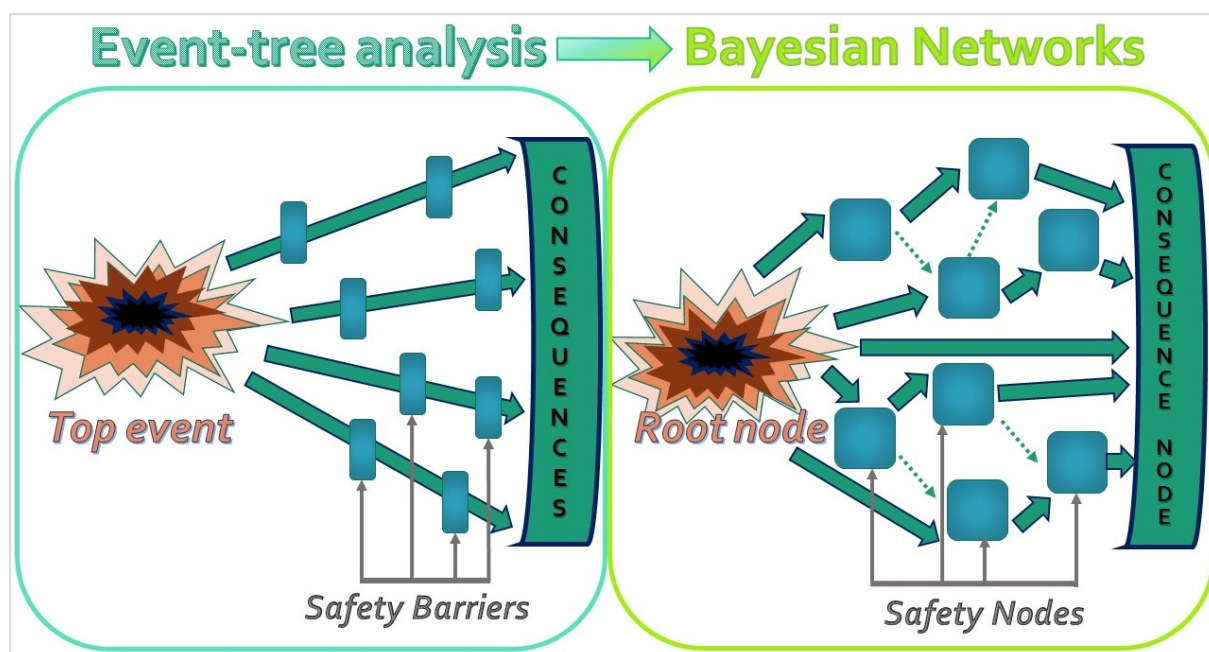 Event-tree analysis
Bayesian Networks
Top event
CONSEQUENCES
Safety Barriers
Root node
CONSEQUENCE NODE
Safety Nodes